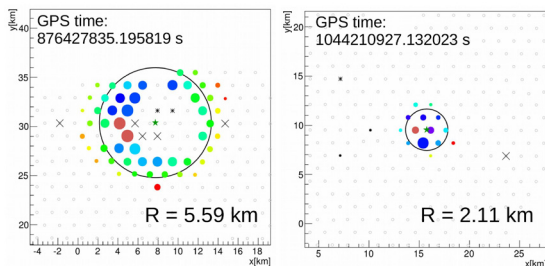 y[km]
GPS time:
876427835.195819 s
40
35
30
25
20
R = 5.59 km
-4 -2 0 2 4 6 8 10 12 14 16 18
x[km]
y[km]
GPS time:
1044210927.132023 s
20
15
10
5
0
R = 2.11 km
5 10 15 20 25
x[km]